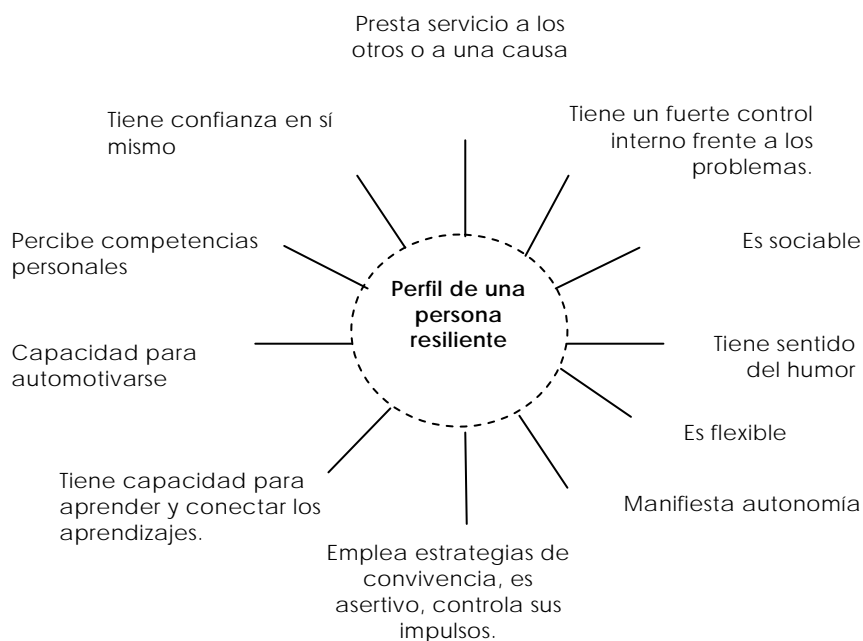 Presta servicio a los
otros o a una causa
Tiene confianza en sí
mismo
Tiene un fuerte control
interno frente a los
problemas.
Percibe competencias
personales
Es sociable
Perfil de una
persona
resiliente
Capacidad para
automotivarse
Tiene sentido
del humor
Es flexible
Tiene capacidad para
aprender y conectar los
aprendizajes.
Manifiesta autonomía
Emplea estrategias de
convivencia, es
asertivo, controla sus
impulsos.